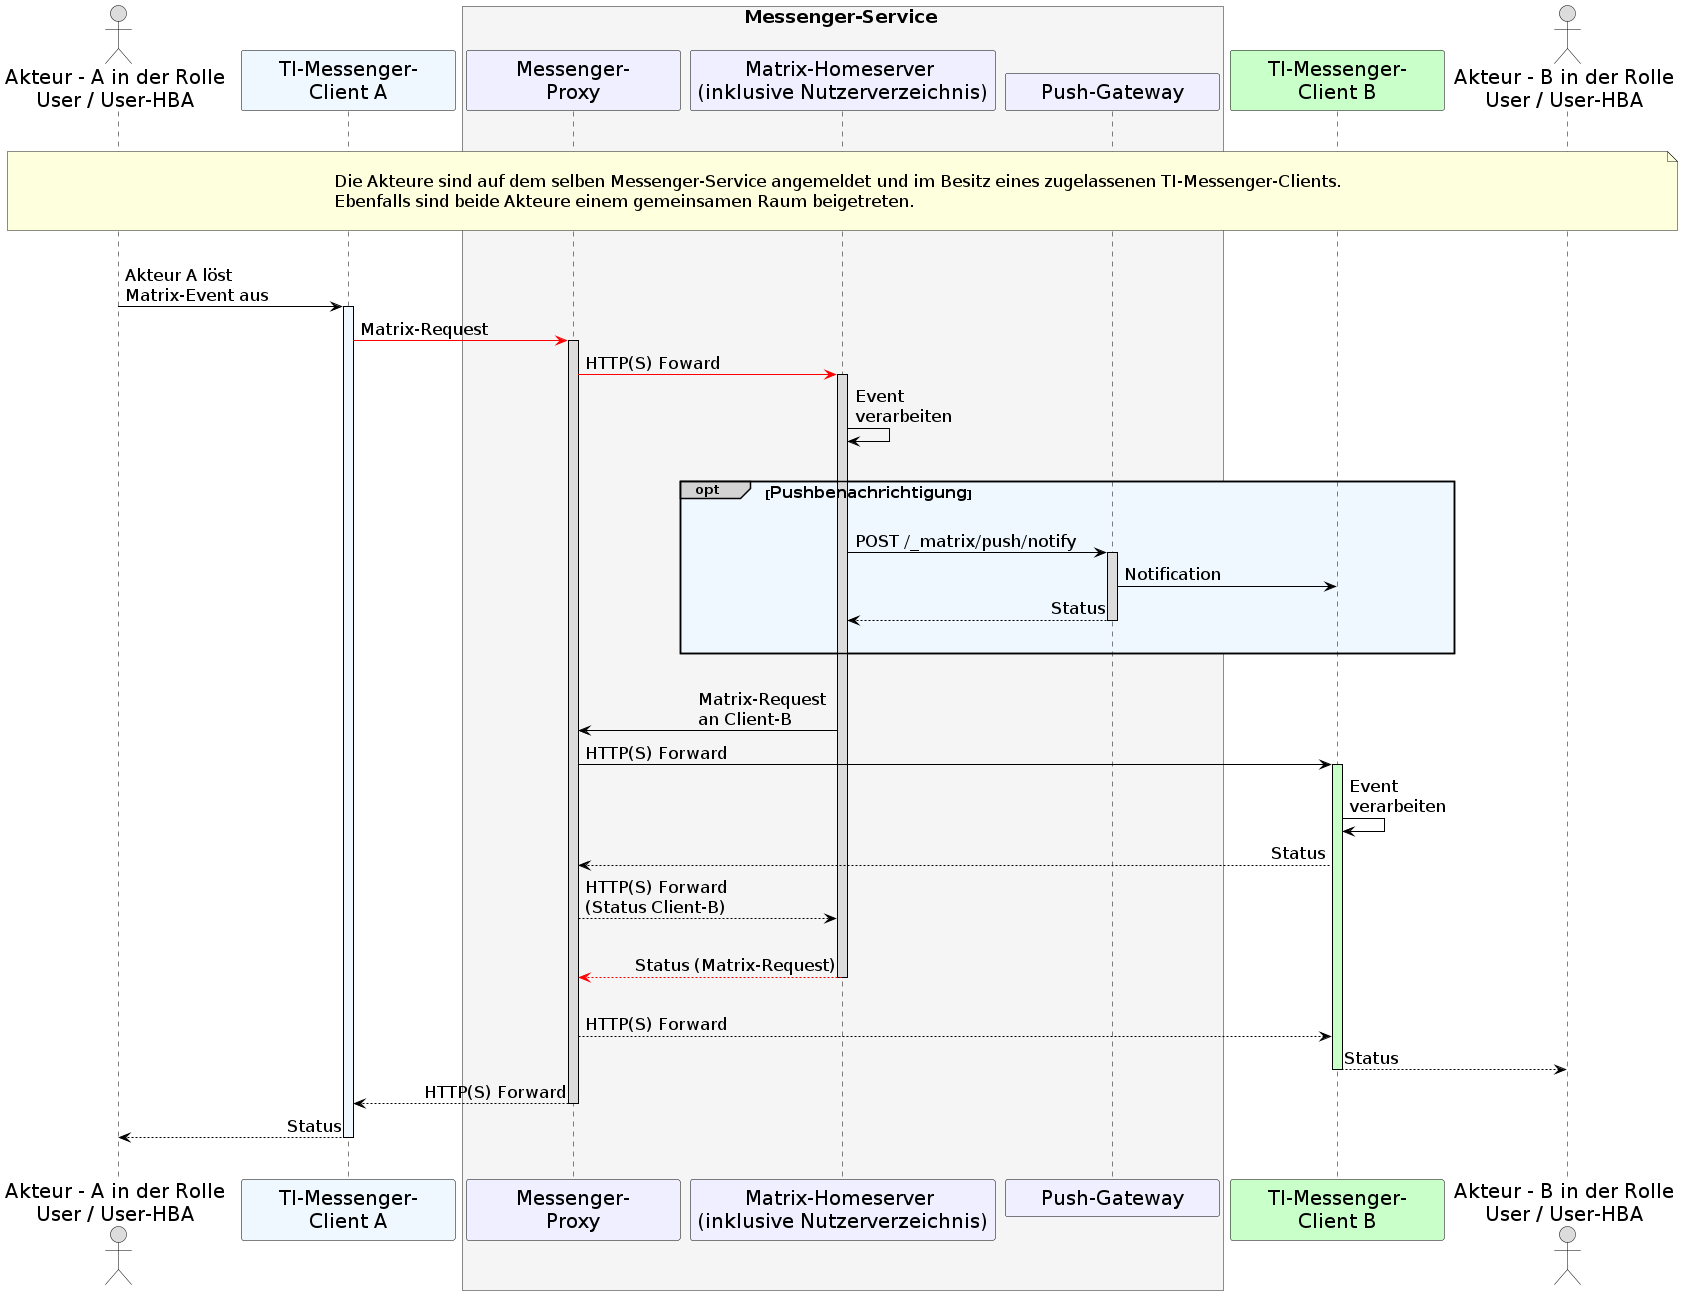 Messenger-Service
Akteur - A in der Rolle
User / User-HBA
TI-Messenger-
Client A
Messenger-
Proxy
Matrix-Homeserver
(inklusive Nutzerverzeichnis)
Push-Gateway
TI-Messenger-
Client B
Akteur - B in der Rolle
User / User-HBA
Die Akteure sind auf dem selben Messenger-Service angemeldet und im Besitz eines zugelassenen TI-Messenger-Clients.
Ebenfalls sind beide Akteure einem gemeinsamen Raum beigetreten.
Akteur A löst
Matrix-Event aus
Matrix-Request
HTTP(S) Foward
Event
verarbeiten
opt
[Pushbenachrichtigung]
POST /_matrix/push/notify
Notification
Status
Matrix-Request
an Client-B
HTTP(S) Forward
Event
verarbeiten
Status
HTTP(S) Forward
(Status Client-B)
Status (Matrix-Request)
HTTP(S) Forward
Status
HTTP(S) Forward
Status
Akteur - A in der Rolle
User / User-HBA
TI-Messenger-
Client A
Messenger-
Proxy
Matrix-Homeserver
(inklusive Nutzerverzeichnis)
Push-Gateway
TI-Messenger-
Client B
Akteur - B in der Rolle
User / User-HBA